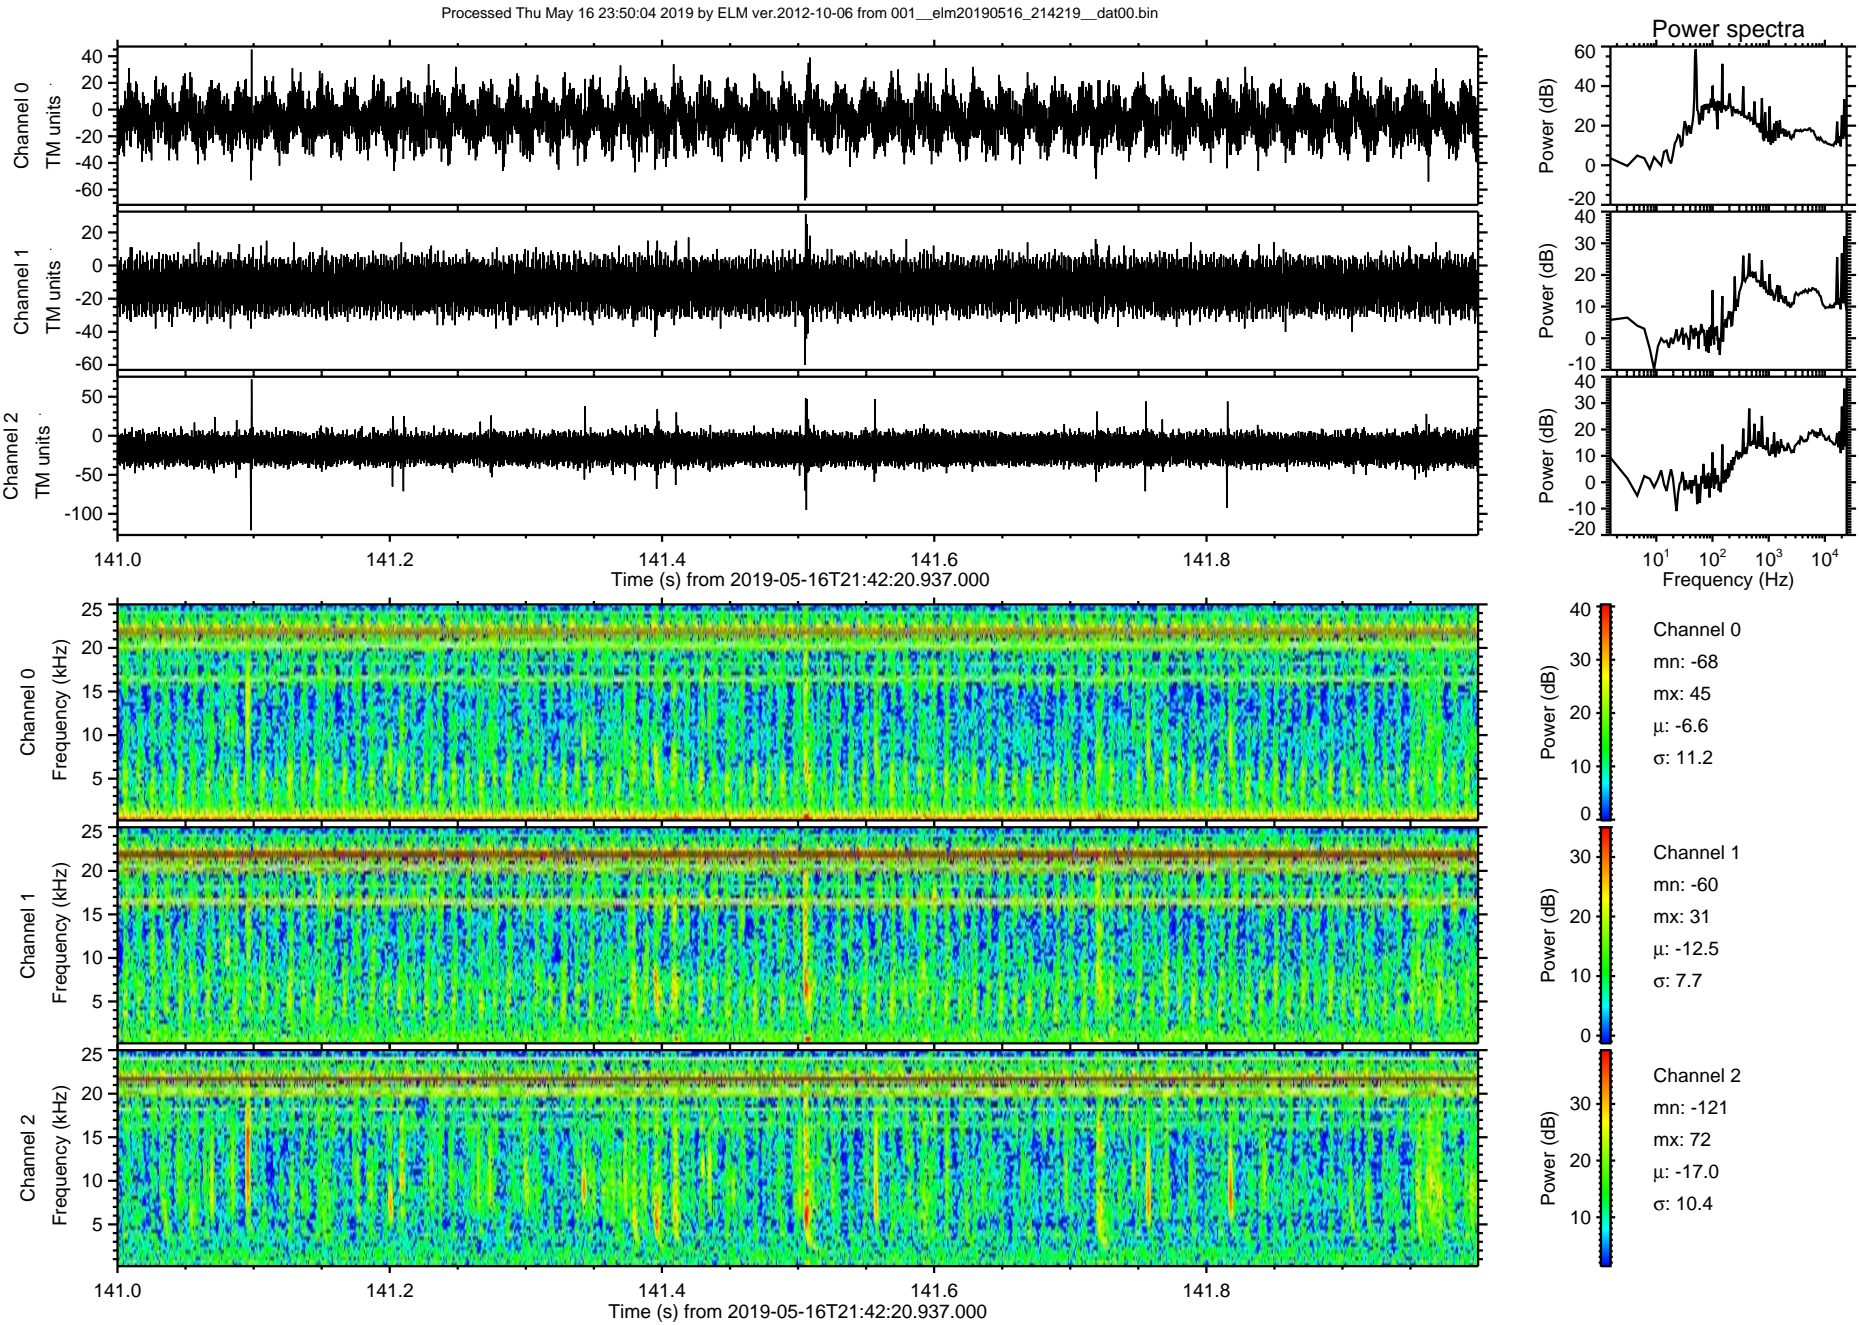 Processed Thu May 16 23:50:04 2019 by ELM ver.2012-10-06 from 001__elm20190516_214219__dat00.bin
Power spectra
Channel 0
TM units
40
20
0
-20
-40
-60
Power (dB)
60
40
20
0
-20
Channel 1
TM units
20
0
-20
-40
-60
Power (dB)
40
30
20
10
0
-10
Channel 2
TM units
50
0
-50
-100
Power (dB)
40
30
20
10
0
-10
-20
141.0 141.2 141.4 141.6 141.8
Time (s) from 2019-05-16T21:42:20.937.000
10^1 10^2 10^3 10^4
Frequency (Hz)
Channel 0
Frequency (kHz)
25
20
15
10
5
Power (dB)
40
30
20
10
0
Channel 0
mn: -68
mx: 45
μ: -6.6
σ: 11.2
Channel 1
Frequency (kHz)
25
20
15
10
5
Power (dB)
30
20
10
0
Channel 1
mn: -60
mx: 31
μ: -12.5
σ: 7.7
Channel 2
Frequency (kHz)
25
20
15
10
5
Power (dB)
30
20
10
Channel 2
mn: -121
mx: 72
μ: -17.0
σ: 10.4
141.0 141.2 141.4 141.6 141.8
Time (s) from 2019-05-16T21:42:20.937.000